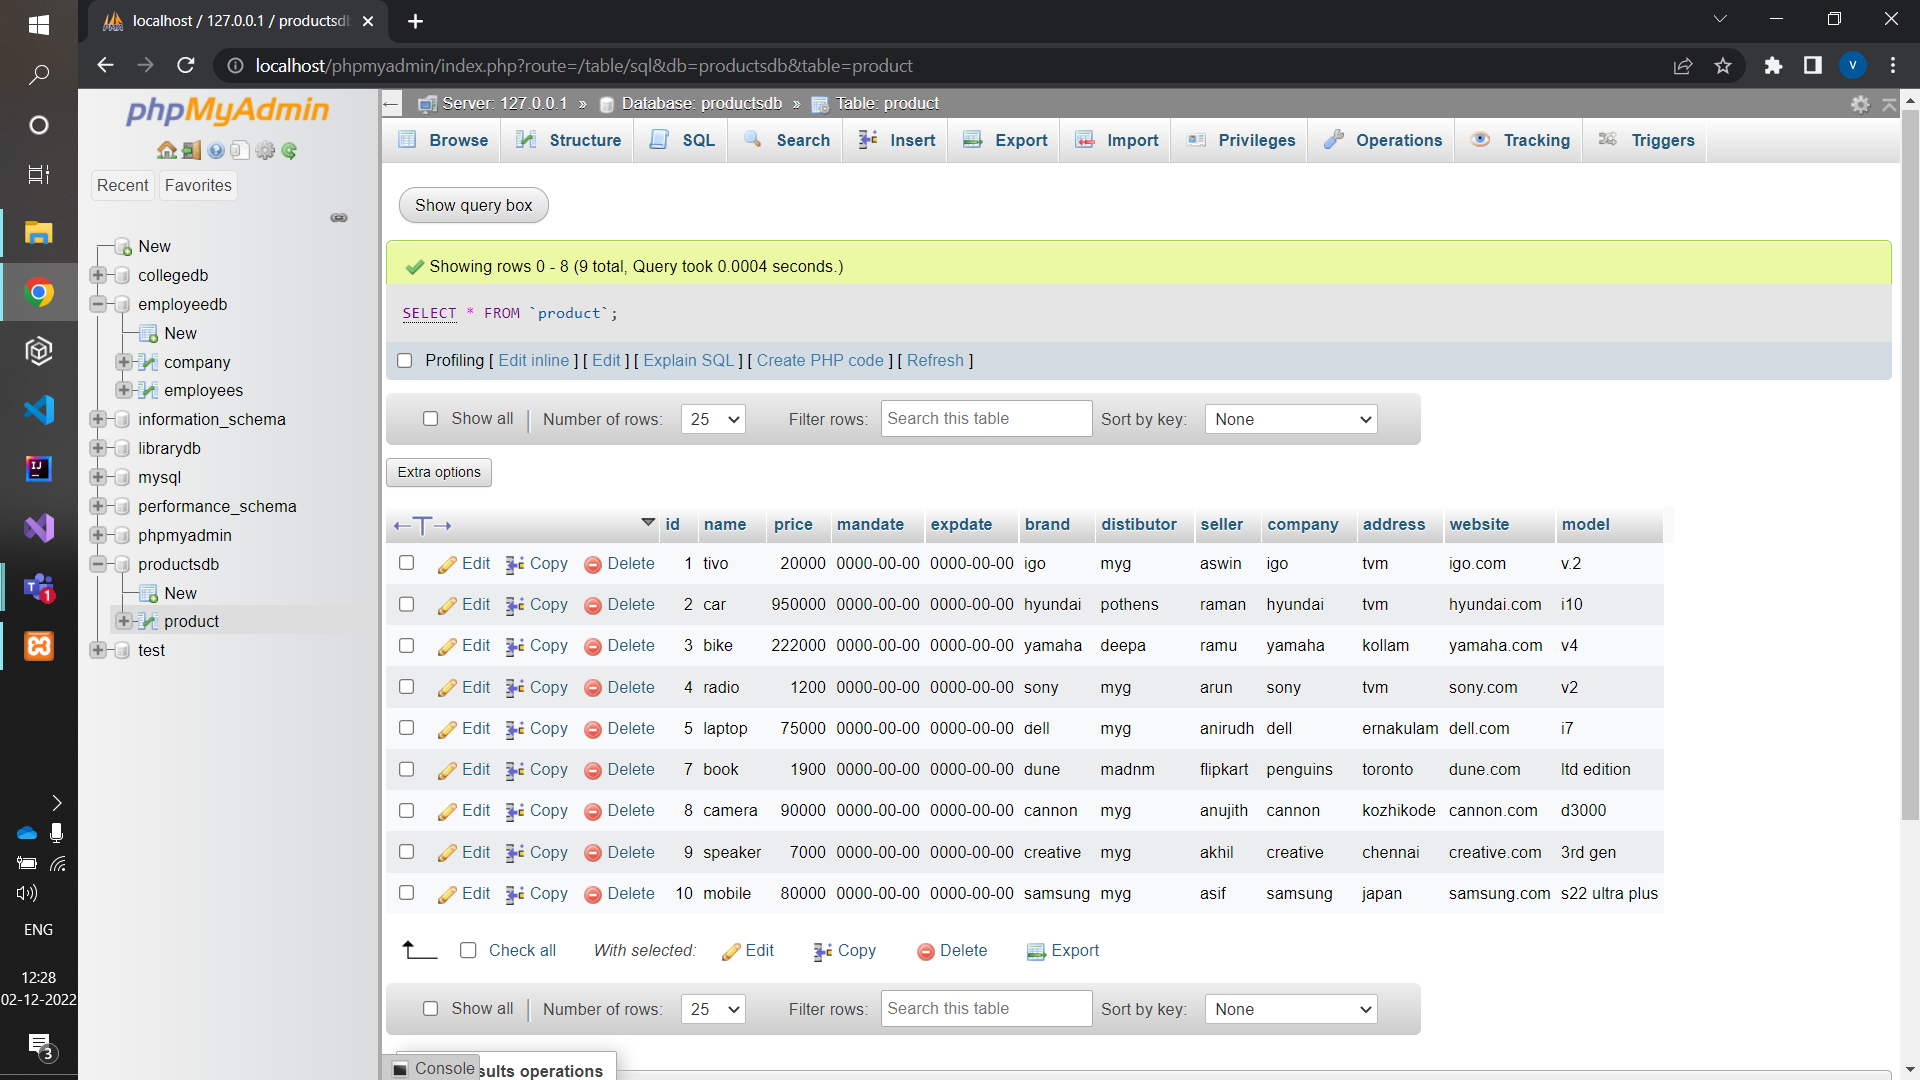 localhost / 127.0.0.1 / productsdb
localhost/phpmyadmin/index.php?route=/table/sql&db=productsdb&table=product
V
phpMyAdmin
Recent Favorites
New
collegedb
employeedb
New
company
employees
information_schema
librarydb
mysql
performance_schema
phpmyadmin
productsdb
New
product
test
Server: 127.0.0.1 » Database: productsdb » Table: product
Browse Structure SQL Search Insert Export Import Privileges Operations Tracking Triggers
Show query box
Showing rows 0 - 8 (9 total, Query took 0.0004 seconds.)
SELECT * FROM `product`;
Profiling [ Edit inline ] [ Edit ] [ Explain SQL ] [ Create PHP code ] [ Refresh ]
Show all Number of rows: 25 Filter rows: Search this table Sort by key: None
Extra options
←T→ id name price mandate expdate brand distibutor seller company address website model
Edit Copy Delete 1 tivo 20000 0000-00-00 0000-00-00 igo myg aswin igo tvm igo.com v.2
Edit Copy Delete 2 car 950000 0000-00-00 0000-00-00 hyundai pothens raman hyundai tvm hyundai.com i10
Edit Copy Delete 3 bike 222000 0000-00-00 0000-00-00 yamaha deepa ramu yamaha kollam yamaha.com v4
Edit Copy Delete 4 radio 1200 0000-00-00 0000-00-00 sony myg arun sony tvm sony.com v2
Edit Copy Delete 5 laptop 75000 0000-00-00 0000-00-00 dell myg anirudh dell ernakulam dell.com i7
Edit Copy Delete 7 book 1900 0000-00-00 0000-00-00 dune madnm flipkart penguins toronto dune.com ltd edition
Edit Copy Delete 8 camera 90000 0000-00-00 0000-00-00 cannon myg anujith cannon kozhikode cannon.com d3000
Edit Copy Delete 9 speaker 7000 0000-00-00 0000-00-00 creative myg akhil creative chennai creative.com 3rd gen
Edit Copy Delete 10 mobile 80000 0000-00-00 0000-00-00 samsung myg asif samsung japan samsung.com s22 ultra plus
Check all With selected: Edit Copy Delete Export
Show all Number of rows: 25 Filter rows: Search this table Sort by key: None
Console
sults operations
IJ
T 1
ENG
12:28
02-12-2022
3